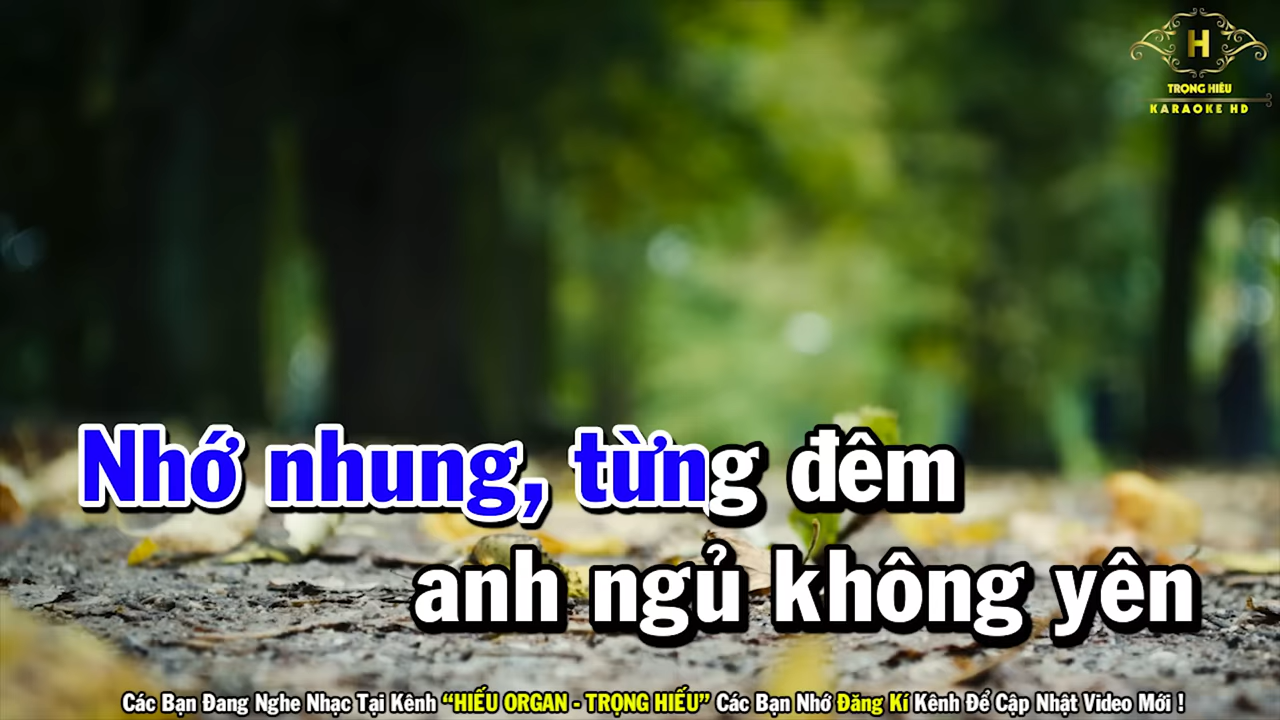 H
TRỌNG HIẾU
KARAOKE HD
Nhớ nhung, từng đêm
anh ngủ không yên
Các Bạn Đang Nghe Nhạc Tại Kênh “HIẾU ORGAN - TRỌNG HIẾU” Các Bạn Nhớ Đăng Kí Kênh Để Cập Nhật Video Mới !